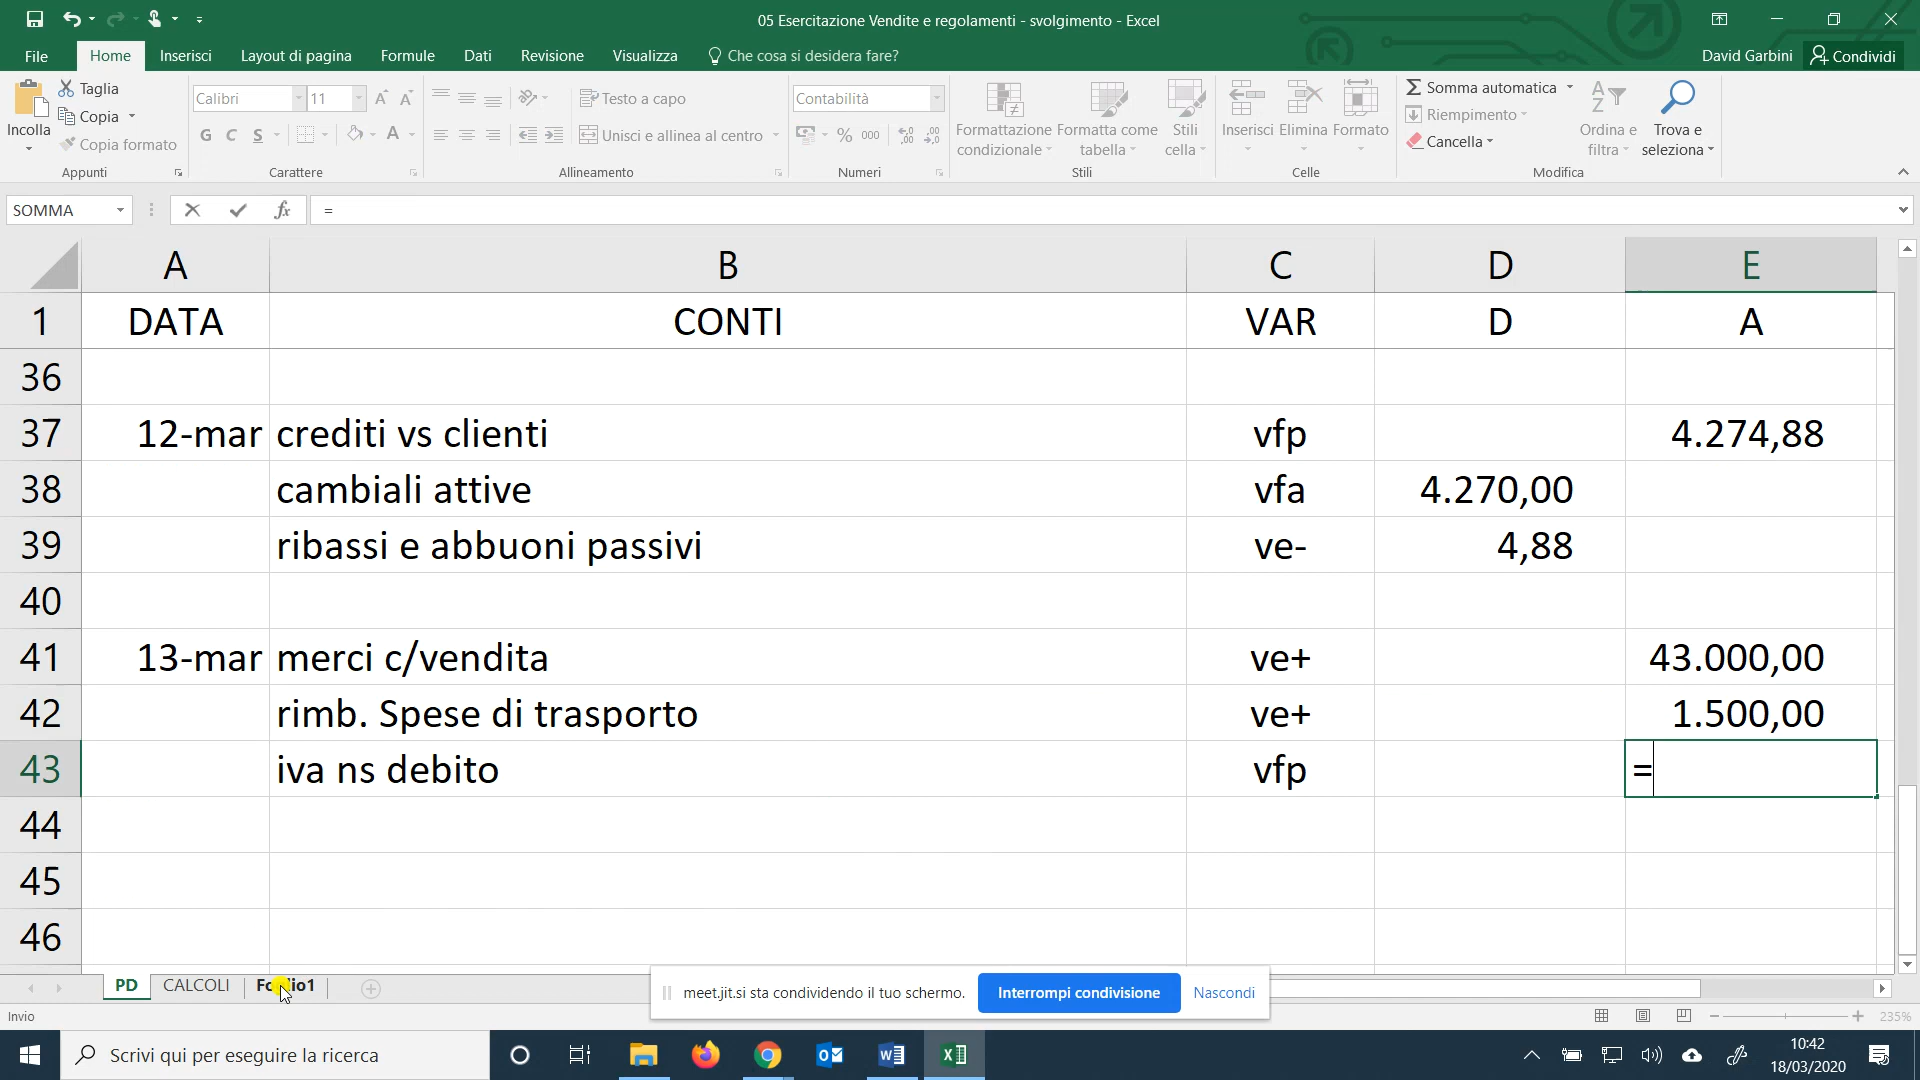 05 Esercitazione Vendite e regolamenti - svolgimento - Excel
File Home Inserisci Layout di pagina Formule Dati Revisione Visualizza Che cosa si desidera fare? David Garbini Condividi
Incolla Taglia Copia Copia formato Appunti
Calibri 11 G C S A Carattere
Testo a capo Unisci e allinea al centro Allineamento
Contabilità % 000 Numeri
Formattazione condizionale Formatta come tabella Stili cella Stili
Inserisci Elimina Formato Celle
Somma automatica Riempimento Cancella Ordina e filtra Trova e seleziona Modifica
SOMMA fx =
A B C D E
1 DATA CONTI VAR D A
36
37 12-mar crediti vs clienti vfp 4.274,88
38 cambiali attive vfa 4.270,00
39 ribassi e abbuoni passivi ve- 4,88
40
41 13-mar merci c/vendita ve+ 43.000,00
42 rimb. Spese di trasporto ve+ 1.500,00
43 iva ns debito vfp =
44
45
46
PD CALCOLI Foglio1
meet.jit.si sta condividendo il tuo schermo. Interrompi condivisione Nascondi
Invio 235%
Scrivi qui per eseguire la ricerca
10:42
18/03/2020